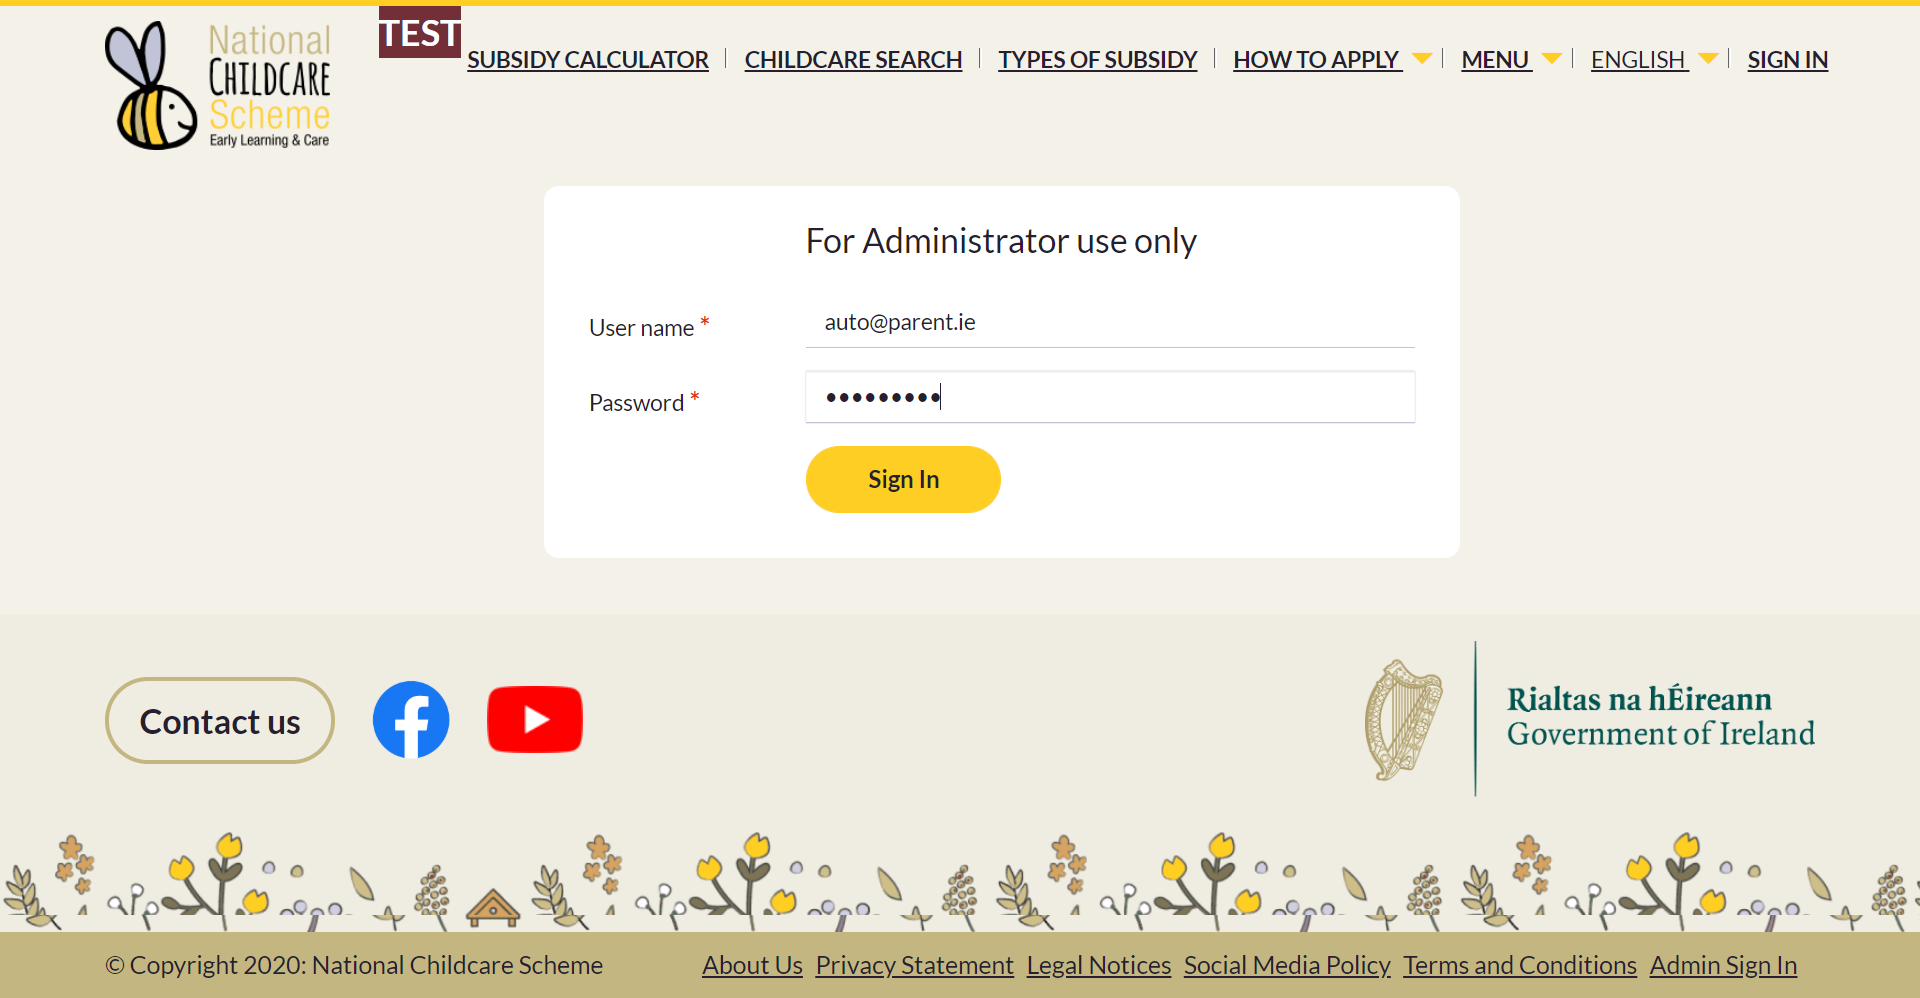 National
CHILDCARE
Scheme
Early Learning & Care
TEST
SUBSIDY CALCULATOR
CHILDCARE SEARCH
TYPES OF SUBSIDY
HOW TO APPLY
MENU
ENGLISH
SIGN IN
For Administrator use only
User name *
auto@parent.ie
Password *
•••••••••
Sign In
Contact us
Rialtas na hÉireann
Government of Ireland
© Copyright 2020: National Childcare Scheme
About Us
Privacy Statement
Legal Notices
Social Media Policy
Terms and Conditions
Admin Sign In